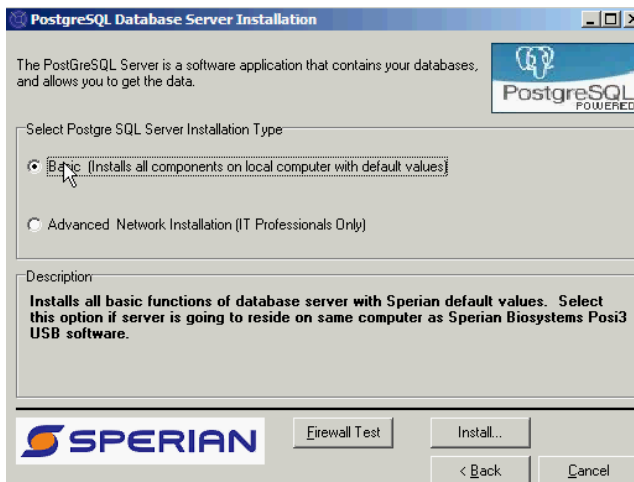 PostgreSQL Database Server Installation
The PostGreSQL Server is a software application that contains your databases,
and allows you to get the data.
PostgreSQL
POWERED
Select Postgre SQL Server Installation Type
Basic (Installs all components on local computer with default values)
Advanced Network Installation (IT Professionals Only)
Description
Installs all basic functions of database server with Sperian default values. Select
this option if server is going to reside on same computer as Sperian Biosystems Posi3
USB software.
SPERIAN
Firewall Test
Install...
< Back
Cancel